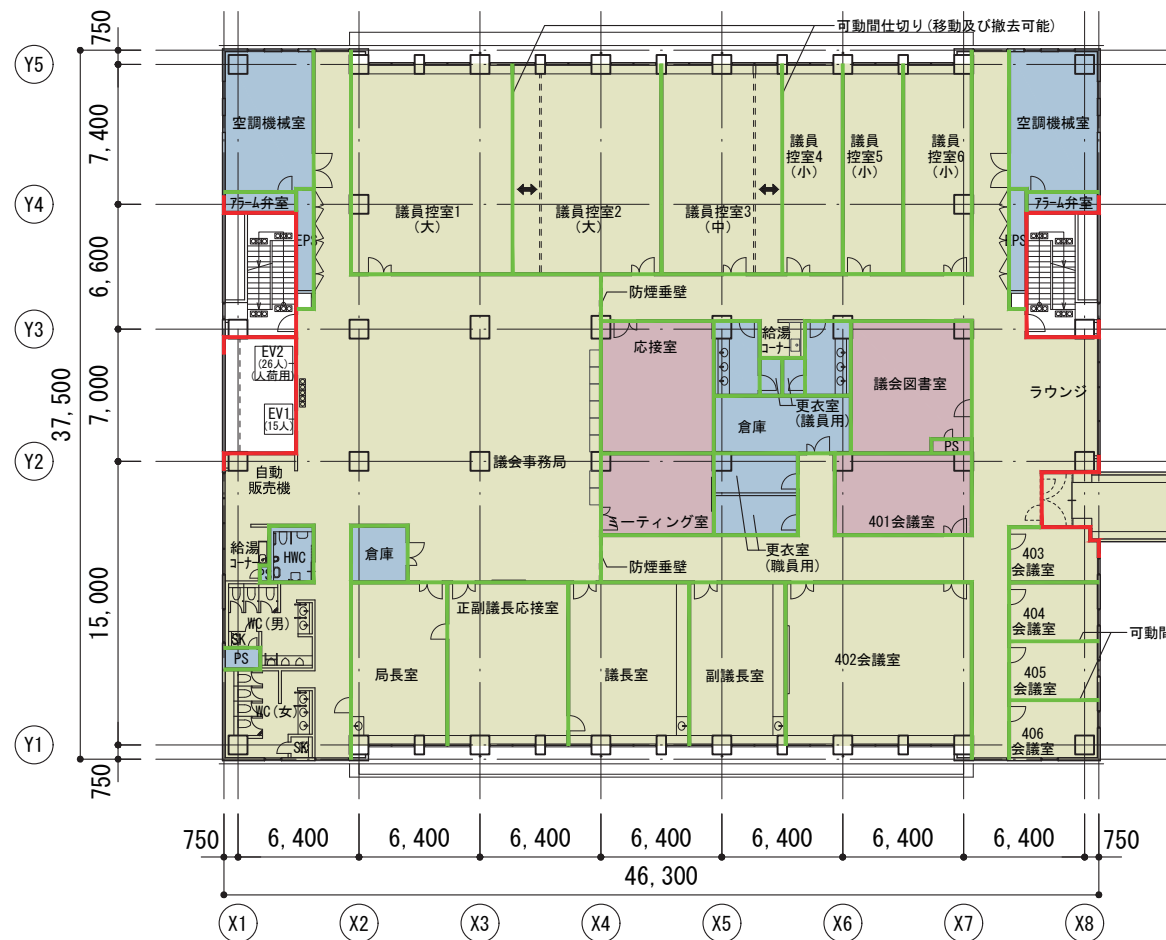 可動間仕切り(移動及び撤去可能)
750
Y5
空調機械室
空調機械室
議員
控室4
(小)
議員
控室5
(小)
議員
控室6
(小)
7,400
Y4
アラーム弁室
アラーム弁室
議員控室1
(大)
議員控室2
(大)
議員控室3
(中)
EPS
EPS
6,600
防煙垂壁
Y3
給湯
コーナー
応接室
EV2
(26人)
(人荷用)
議会図書室
ラウンジ
37,500
7,000
更衣室
(議員用)
EV1
(15人)
倉庫
PS
Y2
議会事務局
自動
販売機
ミーティング室
401会議室
給湯
コーナー
HWC
倉庫
更衣室
(職員用)
403
会議室
防煙垂壁
PS
15,000
正副議長応接室
404
会議室
WC(男)
SK
可動間
PS
局長室
議長室
副議長室
402会議室
405
会議室
WC(女)
SK
406
会議室
Y1
750
750
6,400
6,400
6,400
6,400
6,400
6,400
6,400
750
46,300
X1
X2
X3
X4
X5
X6
X7
X8